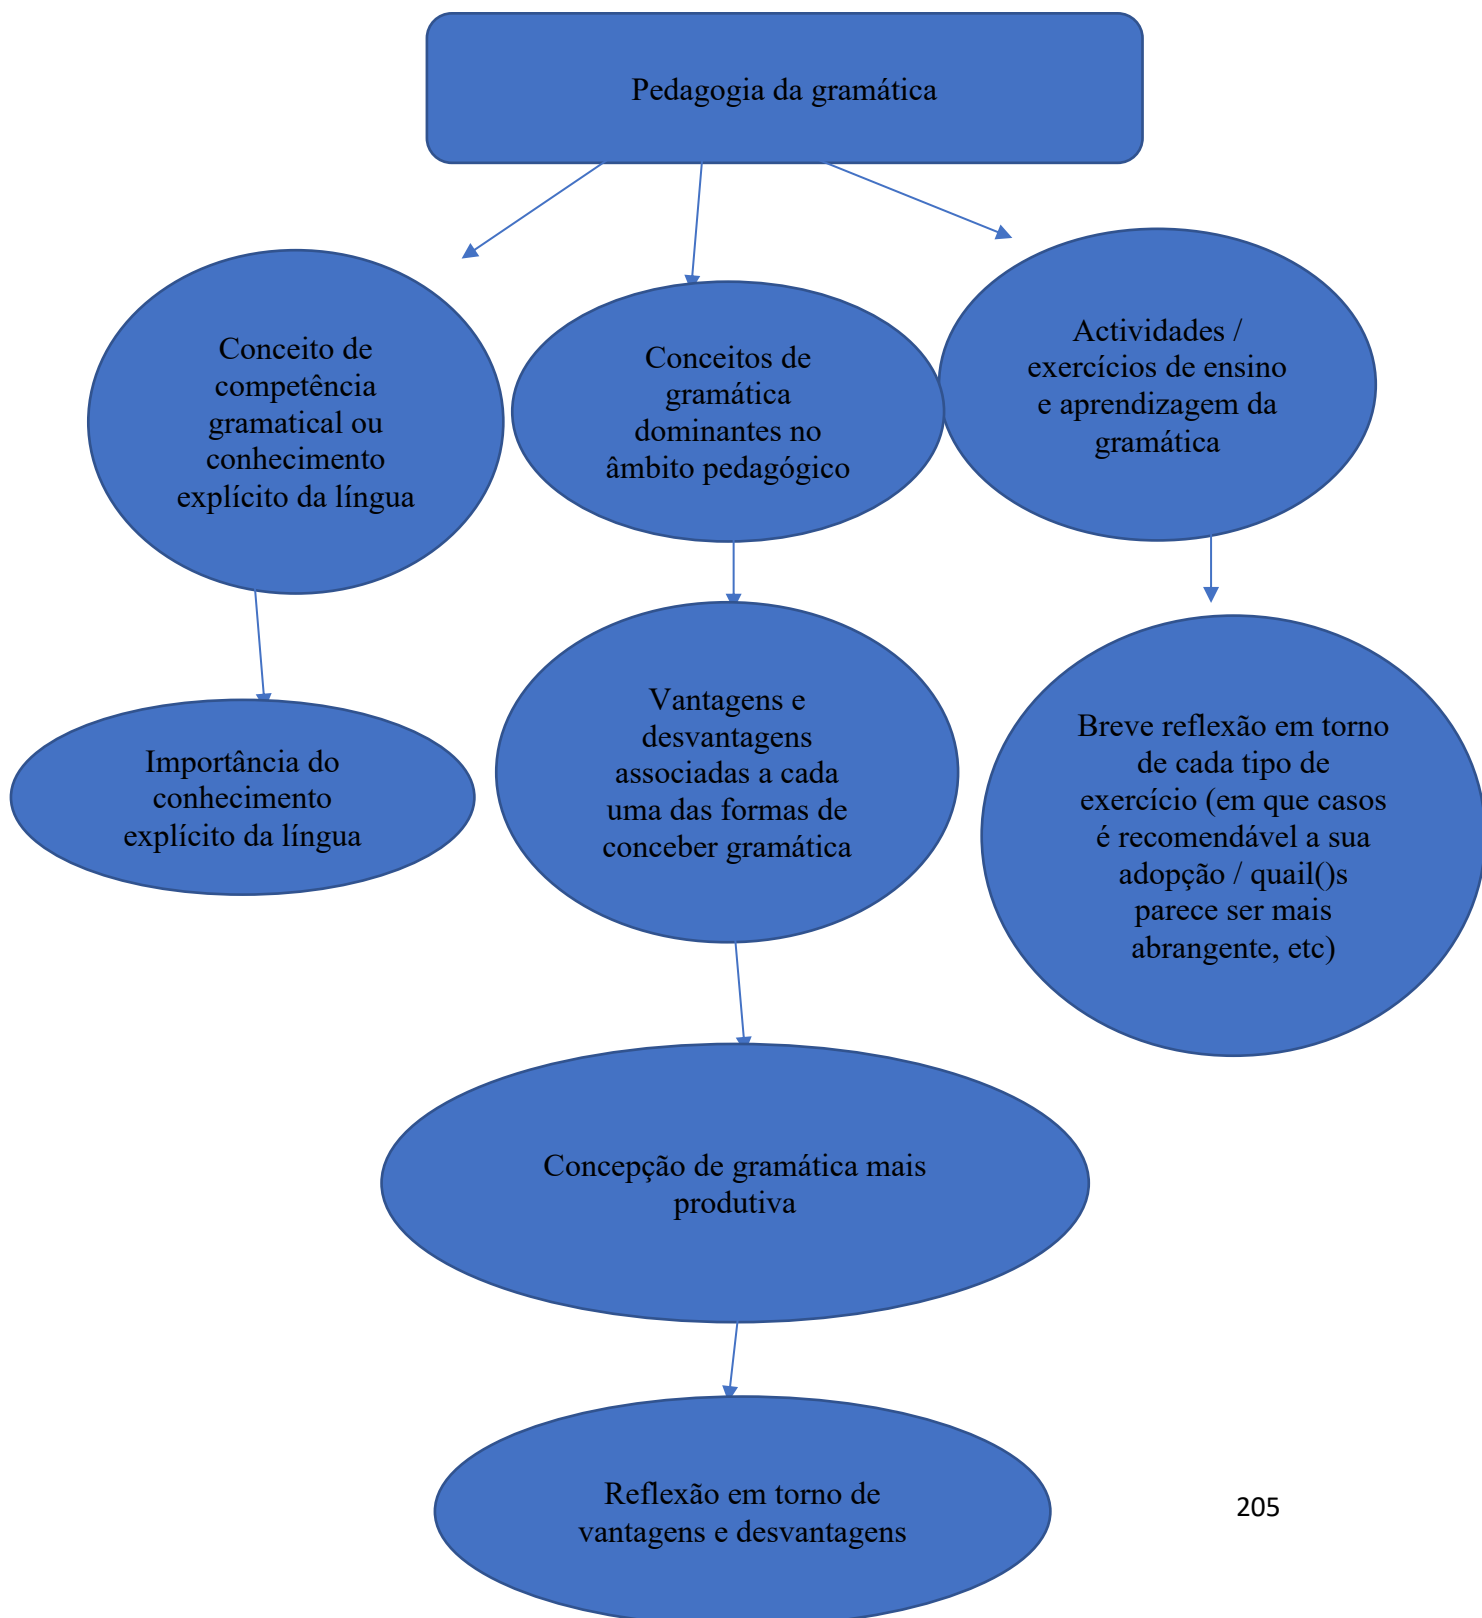 Pedagogia da gramática
Conceito de
competência
gramatical ou
conhecimento
explícito da língua
Conceitos de
gramática
dominantes no
âmbito pedagógico
Actividades /
exercícios de ensino
e aprendizagem da
gramática
Importância do
conhecimento
explícito da língua
Vantagens e
desvantagens
associadas a cada
uma das formas de
conceber gramática
Breve reflexão em torno
de cada tipo de
exercício (em que casos
é recomendável a sua
adopção / quail()s
parece ser mais
abrangente, etc)
Concepção de gramática mais
produtiva
Reflexão em torno de
vantagens e desvantagens
205